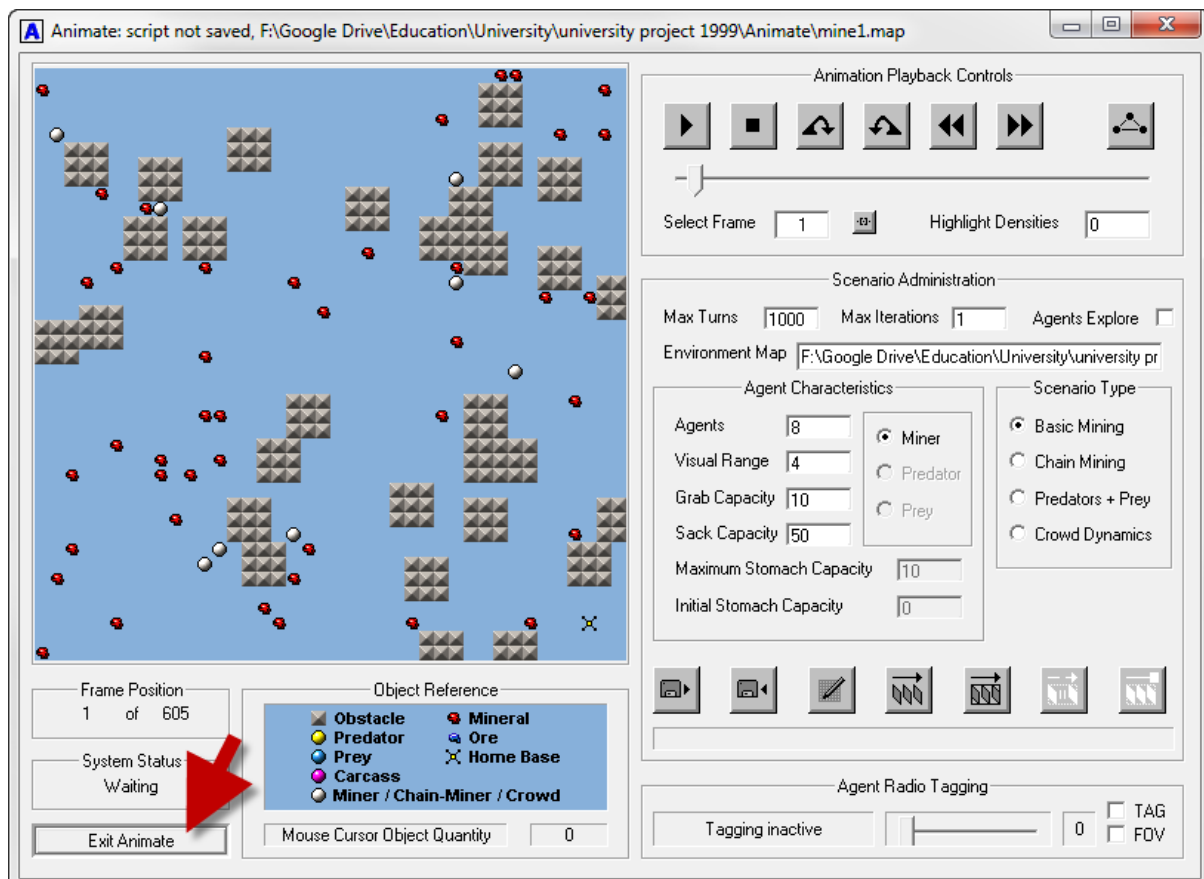 Animate: script not saved, F:\Google Drive\Education\University\university project 1999\Animate\mine1.map
Animation Playback Controls
Select Frame 1 Highlight Densities 0
Scenario Administration
Max Turns 1000 Max Iterations 1 Agents Explore
Environment Map F:\Google Drive\Education\University\university pr
Agent Characteristics
Agents 8
Visual Range 4
Grab Capacity 10
Sack Capacity 50
Maximum Stomach Capacity 10
Initial Stomach Capacity 0
Miner
Predator
Prey
Scenario Type
Basic Mining
Chain Mining
Predators + Prey
Crowd Dynamics
Frame Position
1 of 605
System Status
Waiting
Exit Animate
Object Reference
Obstacle Mineral
Predator Ore
Prey Home Base
Carcass
Miner / Chain-Miner / Crowd
Mouse Cursor Object Quantity 0
Agent Radio Tagging
Tagging inactive 0 TAG
FOV